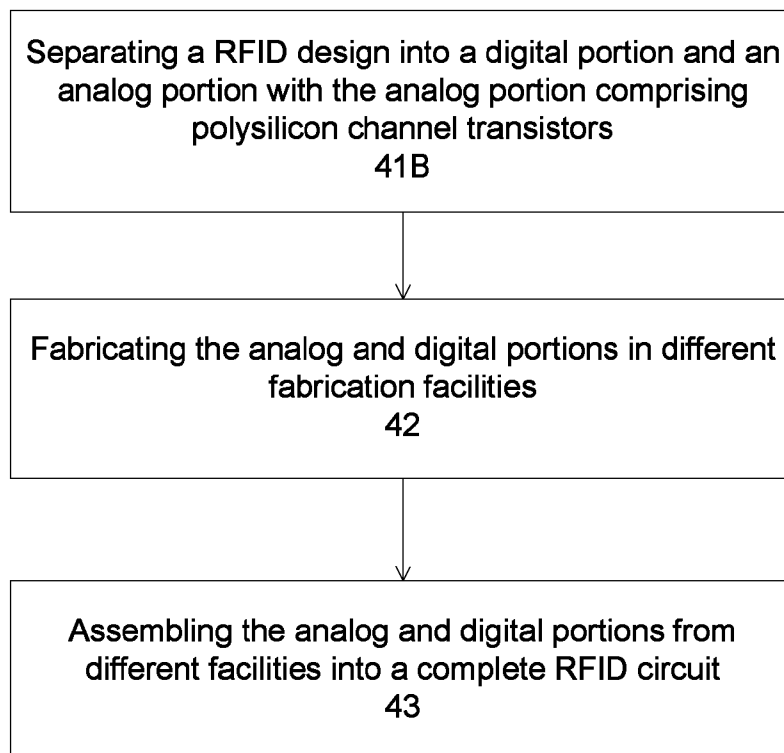 Separating a RFID design into a digital portion and an
analog portion with the analog portion comprising
polysilicon channel transistors
41B
Fabricating the analog and digital portions in different
fabrication facilities
42
Assembling the analog and digital portions from
different facilities into a complete RFID circuit
43